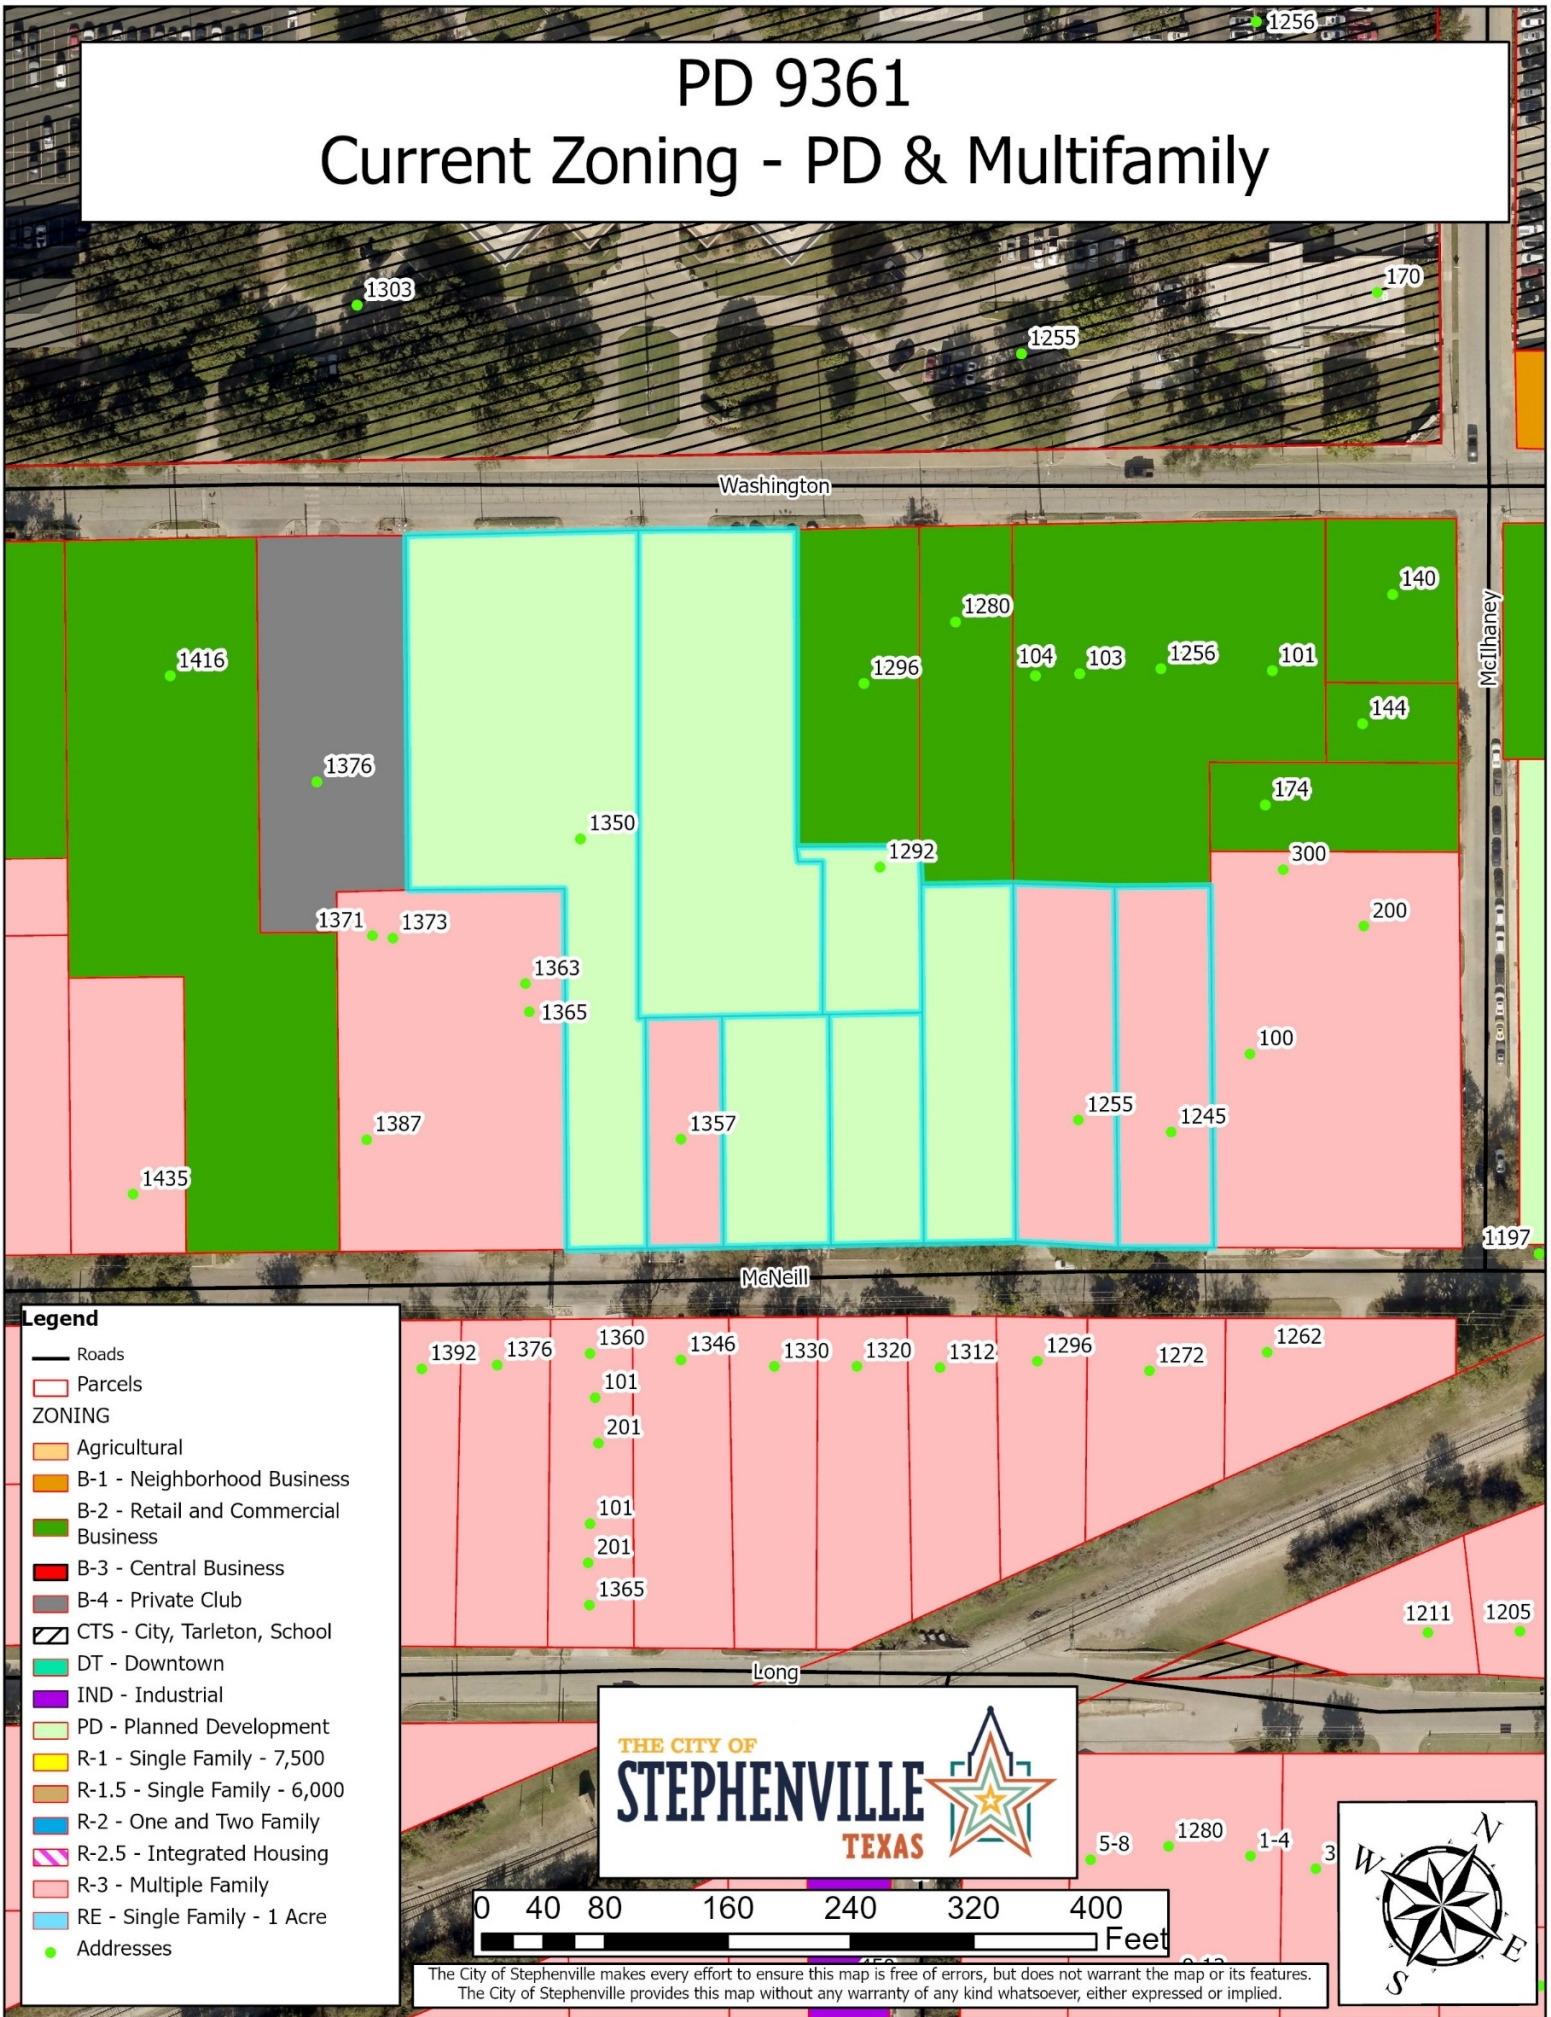 1256
PD 9361
Current Zoning - PD & Multifamily
1303
170
1255
Washington
140
1280
1416
1296
104
103
1256
101
McIlhaney
144
1376
174
1350
1292
300
1371
1373
200
1363
1365
100
1387
1357
1255
1245
1435
1197
McNeill
Legend
Roads
Parcels
ZONING
Agricultural
B-1 - Neighborhood Business
B-2 - Retail and Commercial
Business
B-3 - Central Business
B-4 - Private Club
CTS - City, Tarleton, School
DT - Downtown
IND - Industrial
PD - Planned Development
R-1 - Single Family - 7,500
R-1.5 - Single Family - 6,000
R-2 - One and Two Family
R-2.5 - Integrated Housing
R-3 - Multiple Family
RE - Single Family - 1 Acre
Addresses
1392
1376
1360
1346
1330
1320
1312
1296
1272
1262
101
201
101
201
1365
1211
1205
Long
THE CITY OF
STEPHENVILLE
TEXAS
5-8
1280
1-4
3
N
W
E
S
0 40 80 160 240 320 400
Feet
The City of Stephenville makes every effort to ensure this map is free of errors, but does not warrant the map or its features.
The City of Stephenville provides this map without any warranty of any kind whatsoever, either expressed or implied.